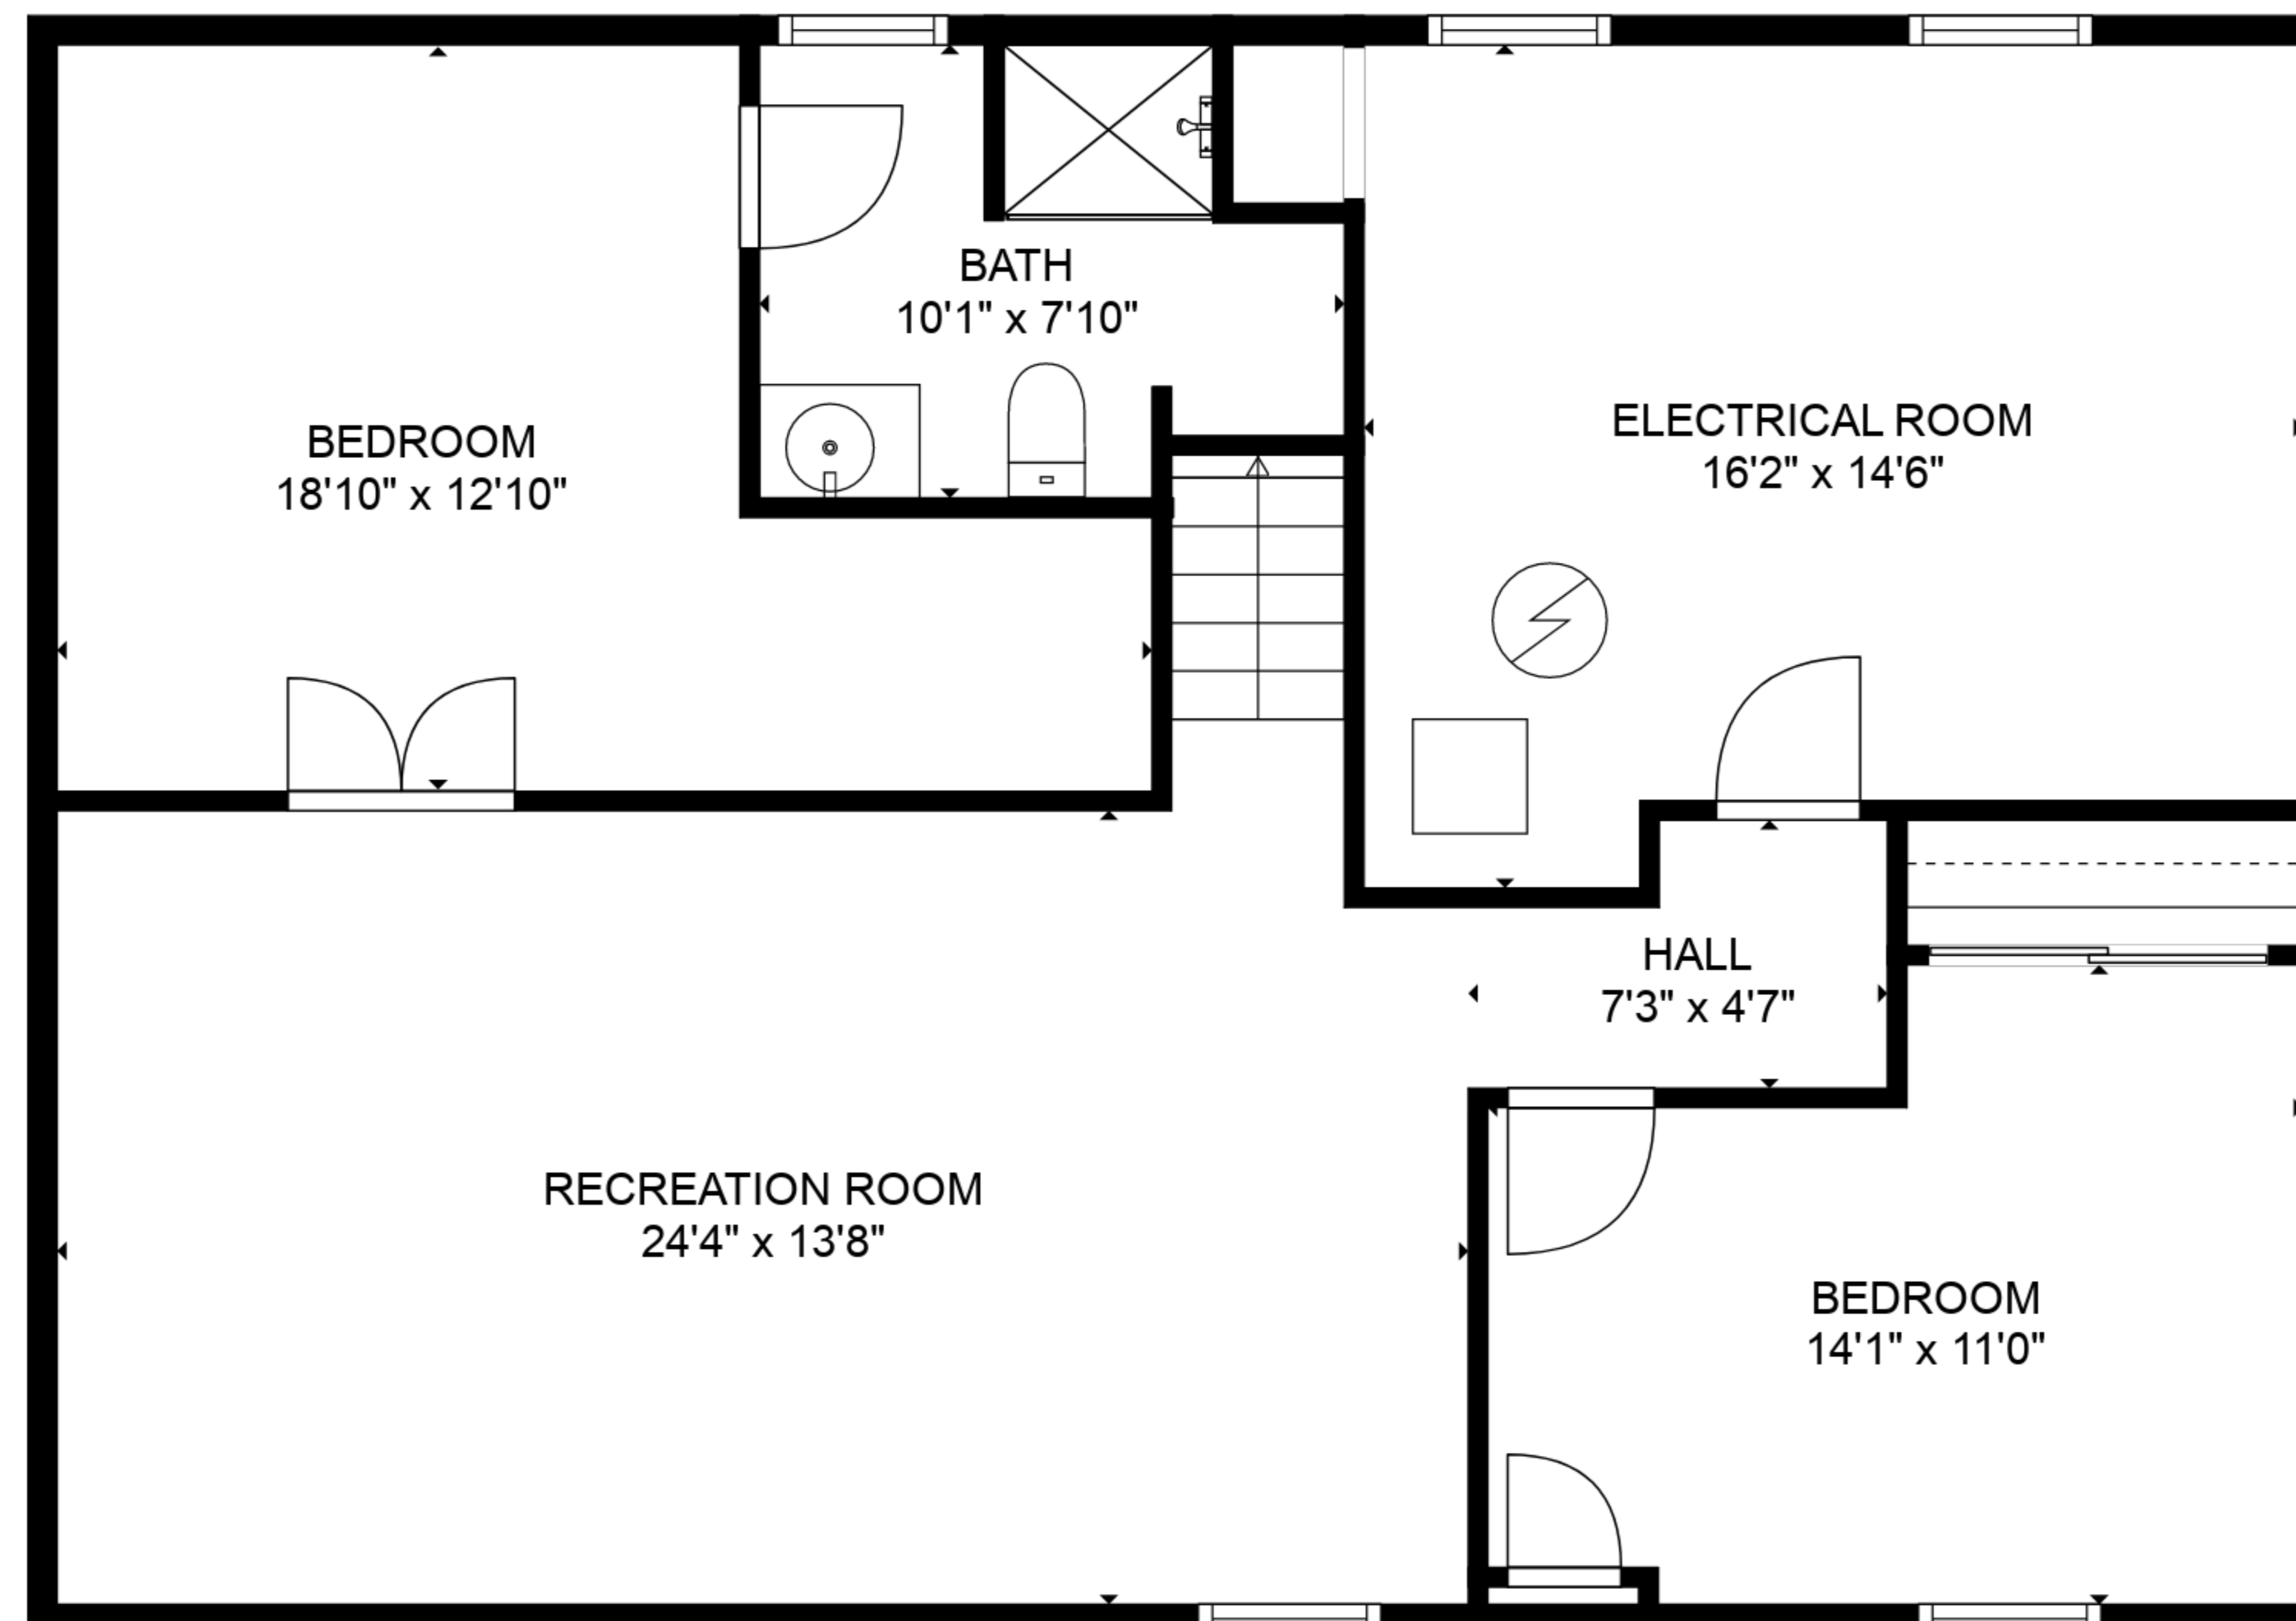 BATH
10'1" x 7'10"
BEDROOM
18'10" x 12'10"
ELECTRICAL ROOM
16'2" x 14'6"
HALL
7'3" x 4'7"
RECREATION ROOM
24'4" x 13'8"
BEDROOM
14'1" x 11'0"